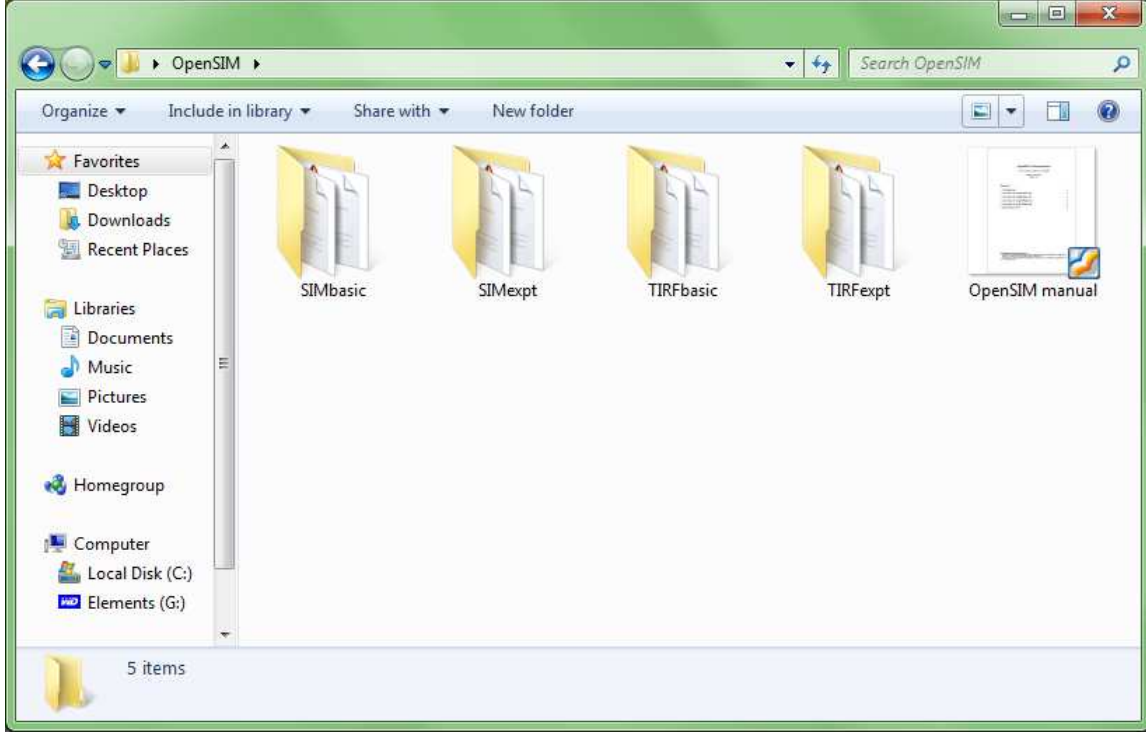 OpenSIM
Search OpenSIM
Organize Include in library Share with New folder
Favorites
Desktop
Downloads
Recent Places
Libraries
Documents
Music
Pictures
Videos
Homegroup
Computer
Local Disk (C:)
WD Elements (G:)
SIMbasic SIMexpt TIRFbasic TIRFexpt OpenSIM manual
5 items